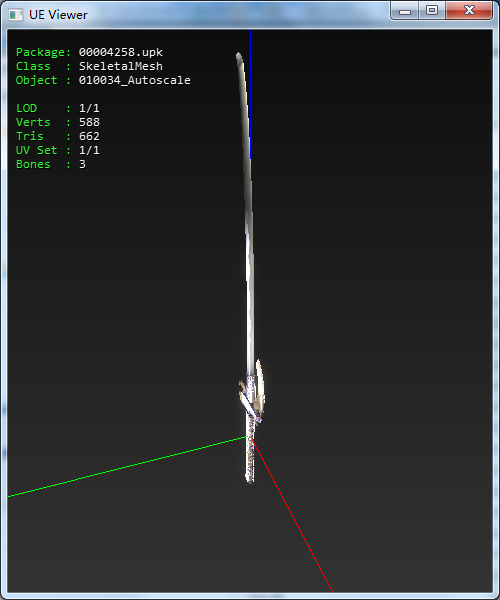 UE Viewer
Package: 00004258.upk
Class  : SkeletalMesh
Object : 010034_Autoscale
LOD    : 1/1
Verts  : 588
Tris   : 662
UV Set : 1/1
Bones  : 3